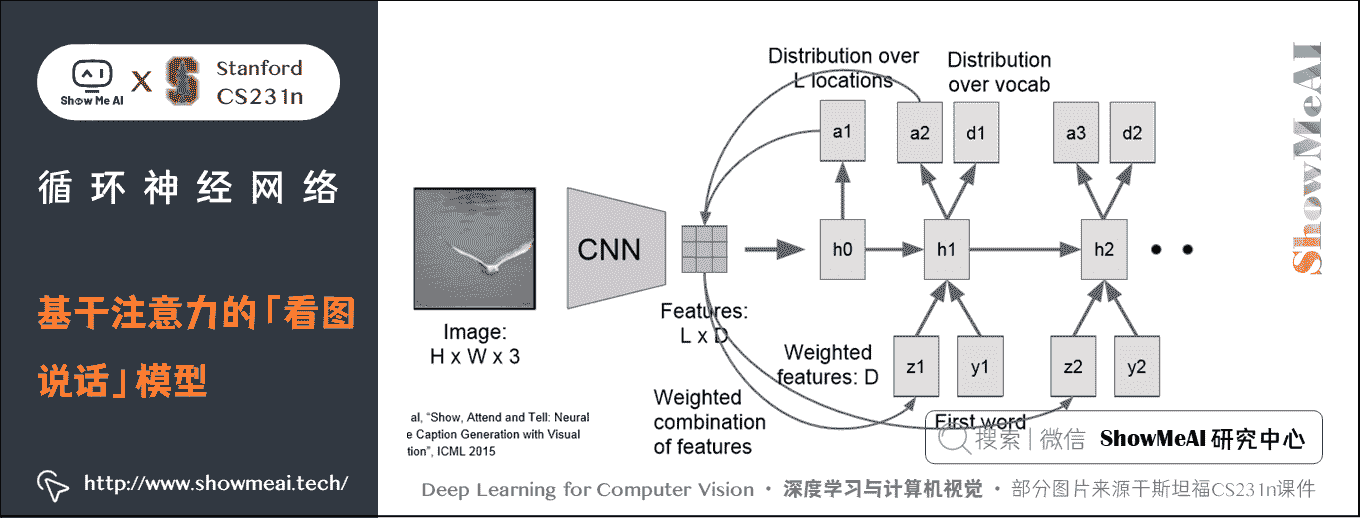 Show Me AI
X
Stanford
CS231n
循环神经网络
基于注意力的「看图
说话」模型
http://www.showmeai.tech/
Distribution over
L locations
Distribution
over vocab
a1
a2
d1
a3
d2
CNN
h0
h1
h2
Image:
H x W x 3
Features:
L x D
Weighted
features: D
z1
y1
z2
y2
Weighted
combination
of features
First word
al, “Show, Attend and Tell: Neural
e Caption Generation with Visual
tion”, ICML 2015
搜索 | 微信 ShowMeAI 研究中心
Deep Learning for Computer Vision · 深度学习与计算机视觉 · 部分图片来源于斯坦福CS231n课件
ShowMeAI